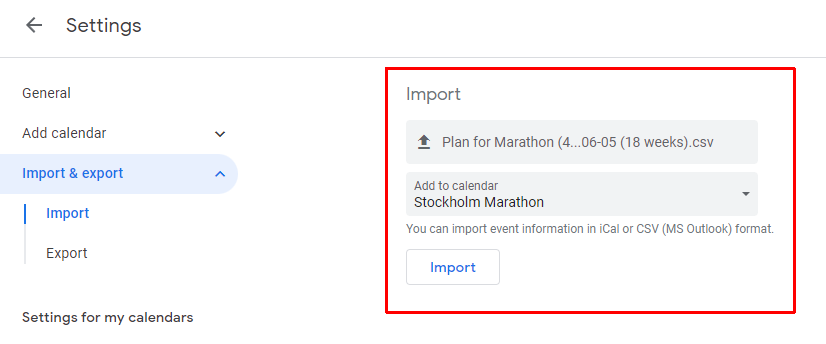 Settings
General
Add calendar
Import & export
Import
Export
Settings for my calendars
Import
Plan for Marathon (4...06-05 (18 weeks).csv
Add to calendar
Stockholm Marathon
You can import event information in iCal or CSV (MS Outlook) format.
Import